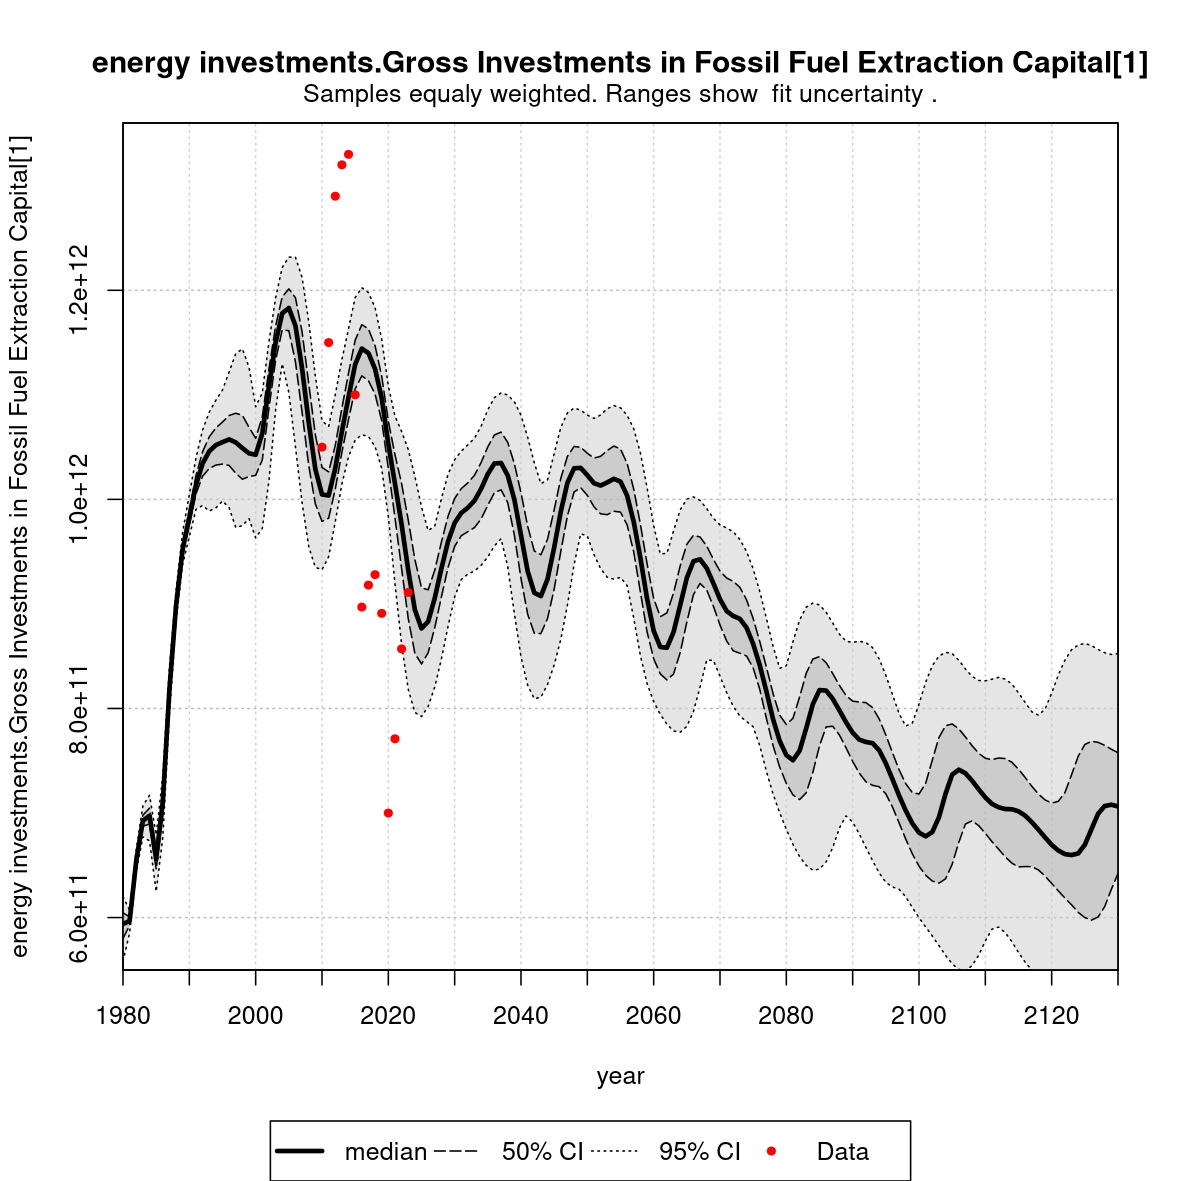 energy investments.Gross Investments in Fossil Fuel Extraction Capital[1]
Samples equaly weighted. Ranges show  fit uncertainty .
energy investments.Gross Investments in Fossil Fuel Extraction Capital[1]
1.2e+12
1.0e+12
8.0e+11
6.0e+11
1980 2000 2020 2040 2060 2080 2100 2120
year
median 50% CI 95% CI Data